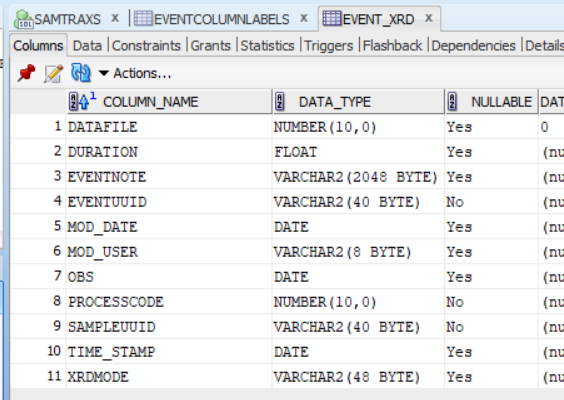 SAMTRAXS x EVENTCOLUMNLABELS x EVENT_XRD x
Columns Data Constraints Grants Statistics Triggers Flashback Dependencies Details
Actions...
COLUMN_NAME DATA_TYPE NULLABLE DAT
1 DATAFILE NUMBER(10,0) Yes 0
2 DURATION FLOAT Yes (nu
3 EVENTNOTE VARCHAR2(2048 BYTE) Yes (nu
4 EVENTUUID VARCHAR2(40 BYTE) No (nu
5 MOD_DATE DATE Yes (nu
6 MOD_USER VARCHAR2(8 BYTE) Yes (nu
7 OBS DATE Yes (nu
8 PROCESSCODE NUMBER(10,0) No (nu
9 SAMPLEUUID VARCHAR2(40 BYTE) No (nu
10 TIME_STAMP DATE Yes (nu
11 XRDMODE VARCHAR2(48 BYTE) Yes (nu